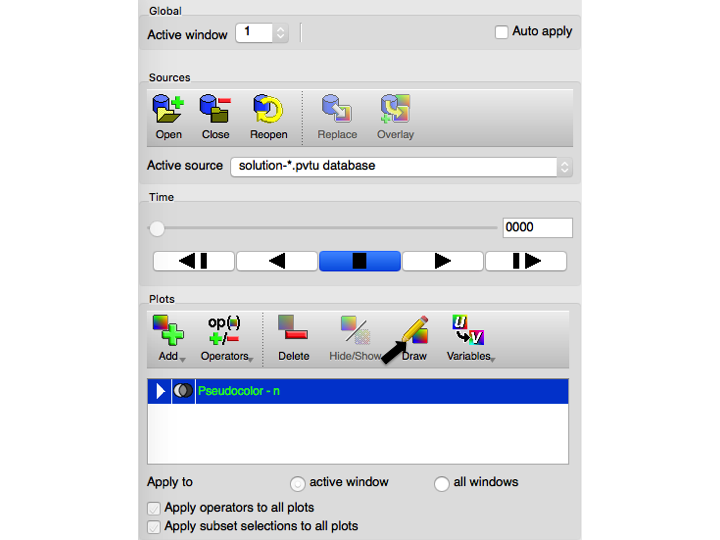 Global
Active window 1 Auto apply
Sources
Open Close Reopen Replace Overlay
Active source solution-*.pvtu database
Time
0000
Plots
op(▪)
+/- u v
Add Operators Delete Hide/Show Draw Variables
Pseudocolor - n
Apply to active window all windows
Apply operators to all plots
Apply subset selections to all plots